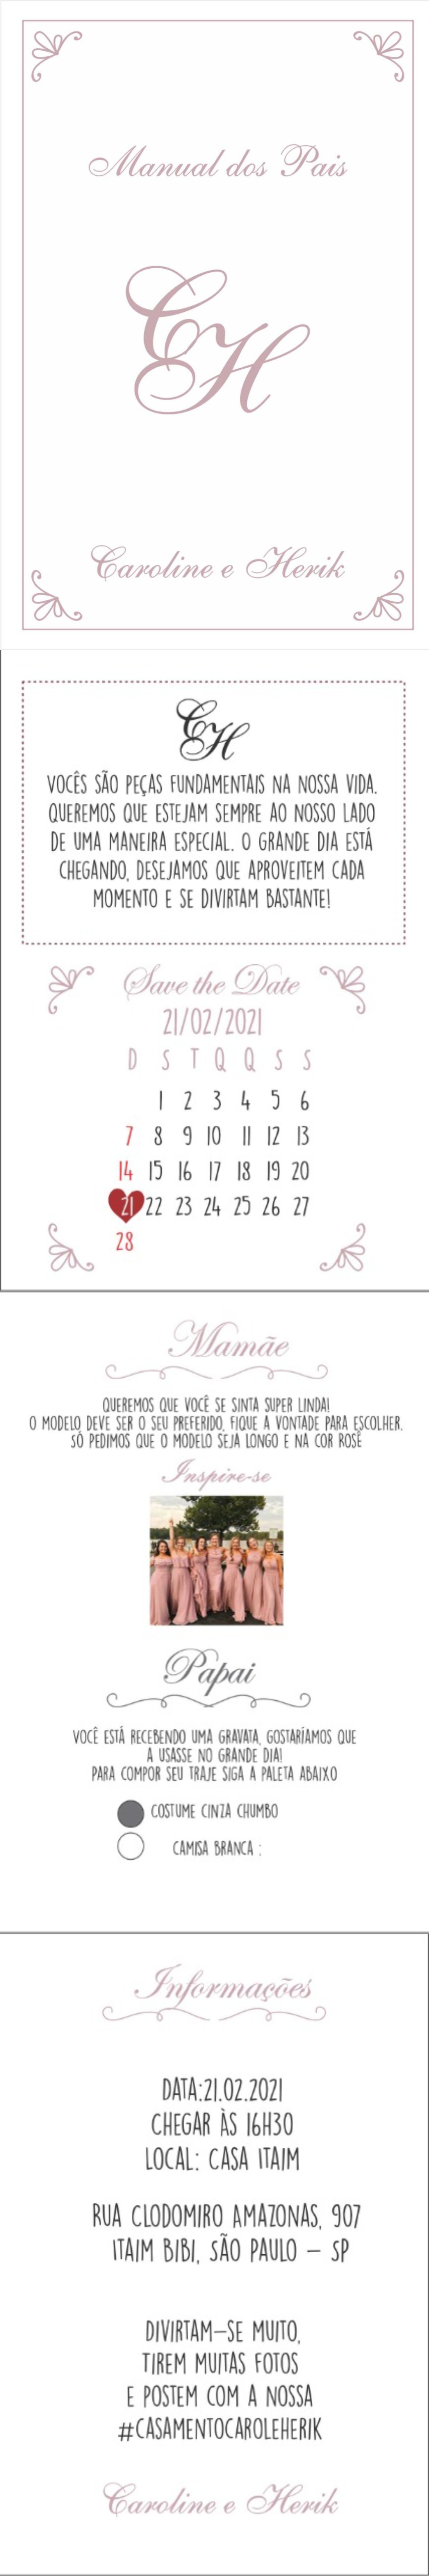 Manual dos Pais
CH
Caroline e Herik
CH
VOCÊS SÃO PEÇAS FUNDAMENTAIS NA NOSSA VIDA.
QUEREMOS QUE ESTEJAM SEMPRE AO NOSSO LADO
DE UMA MANEIRA ESPECIAL. O GRANDE DIA ESTÁ
CHEGANDO, DESEJAMOS QUE APROVEITEM CADA
MOMENTO E SE DIVIRTAM BASTANTE!
Save the Date
21/02/2021
D S T Q Q S S
1 2 3 4 5 6
7 8 9 10 11 12 13
14 15 16 17 18 19 20
21 22 23 24 25 26 27
28
Mamãe
QUEREMOS QUE VOCÊ SE SINTA SUPER LINDA!
O MODELO DEVE SER O SEU PREFERIDO, FIQUE A VONTADE PARA ESCOLHER.
SÓ PEDIMOS QUE O MODELO SEJA LONGO E NA COR ROSÊ
Inspire-se
Papai
VOCÊ ESTÁ RECEBENDO UMA GRAVATA, GOSTARÍAMOS QUE
A USASSE NO GRANDE DIA!
PARA COMPOR SEU TRAJE SIGA A PALETA ABAIXO
COSTUME CINZA CHUMBO
CAMISA BRANCA :
Informações
DATA:21.02.2021
CHEGAR ÀS 16H30
LOCAL: CASA ITAIM
RUA CLODOMIRO AMAZONAS, 907
ITAIM BIBI, SÃO PAULO – SP
DIVIRTAM-SE MUITO,
TIREM MUITAS FOTOS
E POSTEM COM A NOSSA
#CASAMENTOCAROLEHERIK
Caroline e Herik